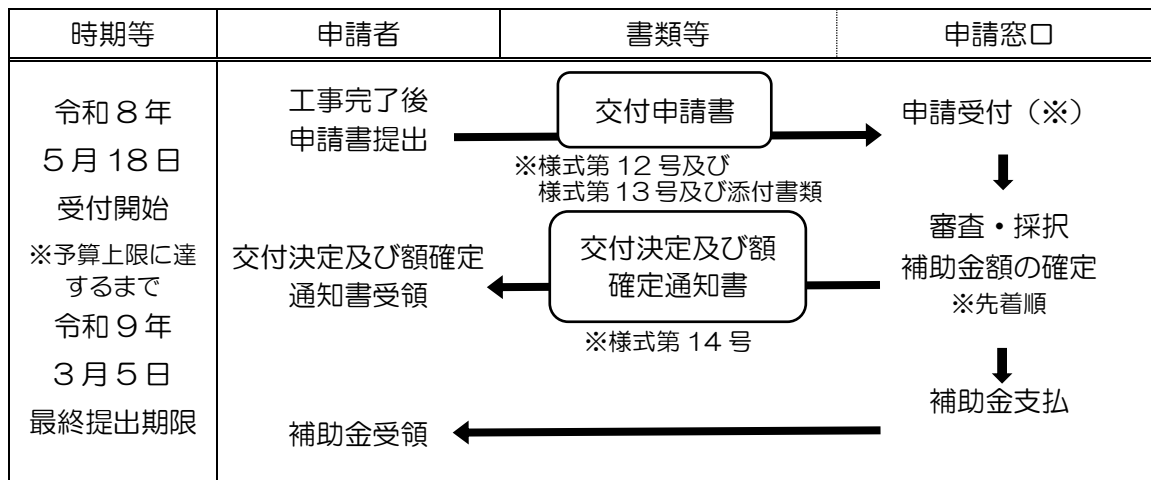 時期等
申請者
書類等
申請窓口
令和8年
5月18日
受付開始
※予算上限に達
するまで
令和9年
3月5日
最終提出期限
工事完了後
申請書提出
交付申請書
※様式第12号及び
様式第13号及び添付書類
申請受付（※）
審査・採択
補助金額の確定
※先着順
交付決定及び額
確定通知書
※様式第14号
交付決定及び額確定
通知書受領
補助金支払
補助金受領